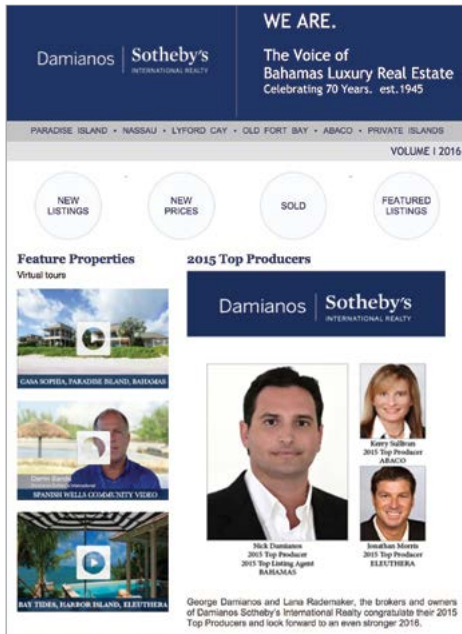 WE ARE.
Damianos
Sotheby's
INTERNATIONAL REALTY
The Voice of
Bahamas Luxury Real Estate
Celebrating 70 Years. est.1945
PARADISE ISLAND • NASSAU • LYFORD CAY • OLD FORT BAY • ABACO • PRIVATE ISLANDS
VOLUME I 2016
NEW
LISTINGS
NEW
PRICES
SOLD
FEATURED
LISTINGS
Feature Properties
Virtual tours
CASA SOPHIA, PARADISE ISLAND, BAHAMAS
SPANISH WELLS COMMUNITY VIDEO
BAY TIDES, HARBOR ISLAND, ELEUTHERA
2015 Top Producers
Damianos
Sotheby's
INTERNATIONAL REALTY
Nick Damianos
2015 Top Producer
2015 Top Listing Agent
BAHAMAS
Kerry Sullivan
2015 Top Producer
ABACO
Jonathan Morris
2015 Top Producer
ELEUTHERA
George Damianos and Lana Rademaker, the brokers and owners
of Damianos Sotheby's International Realty congratulate their 2015
Top Producers and look forward to an even stronger 2016.